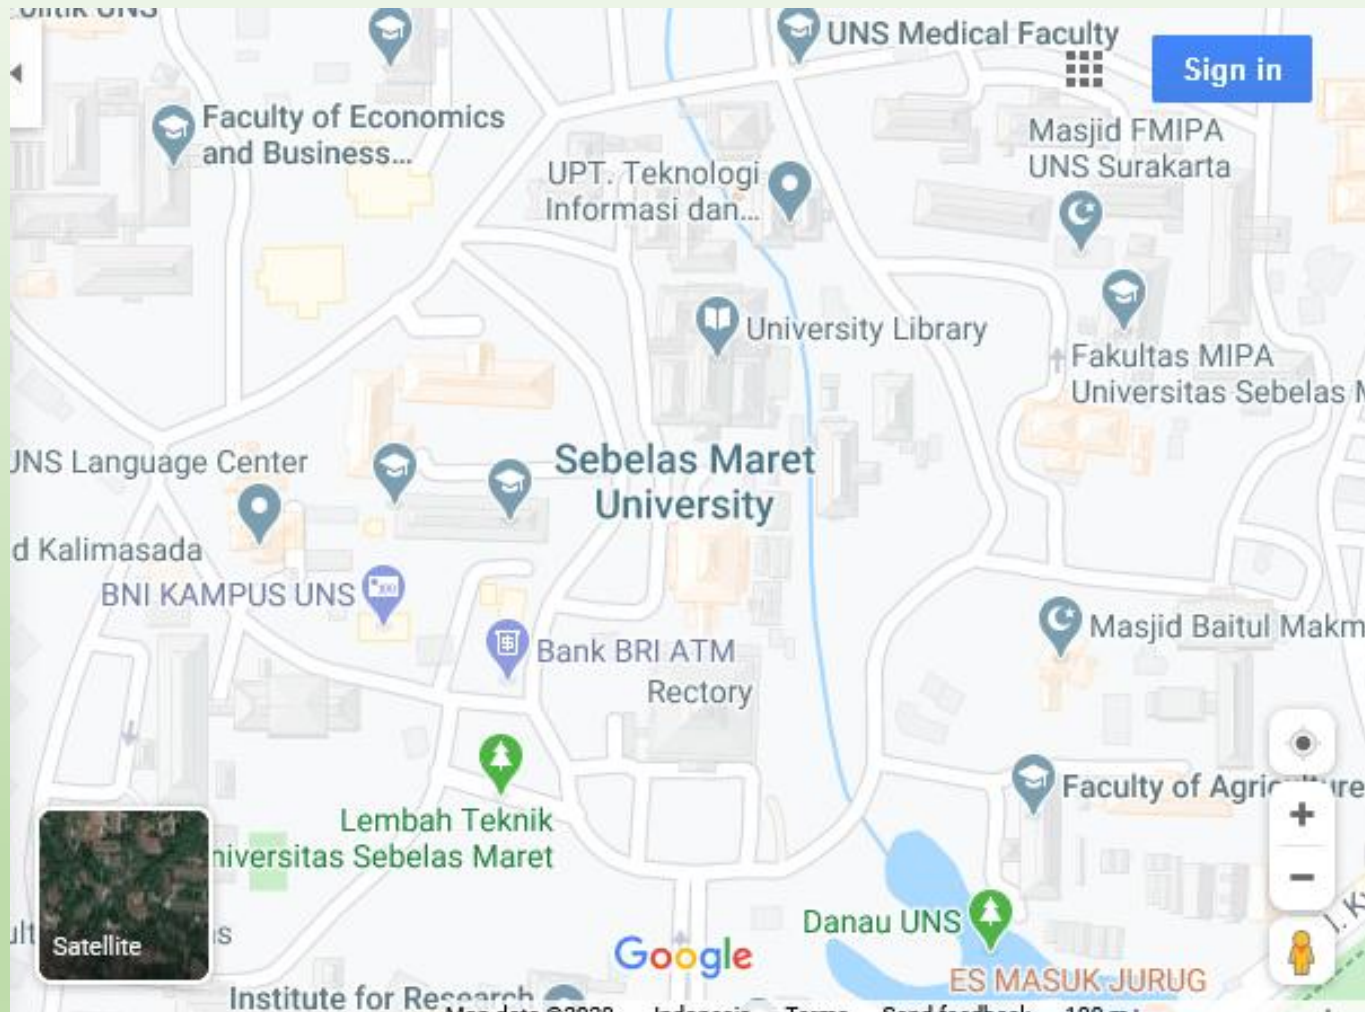 UNS
UNS Medical Faculty
Sign in
Faculty of Economics
and Business...
Masjid FMIPA
UNS Surakarta
UPT. Teknologi
Informasi dan...
University Library
Fakultas MIPA
Universitas Sebelas M
JNS Language Center
Sebelas Maret
University
d Kalimasada
BNI KAMPUS UNS
Masjid Baitul Makm
Bank BRI ATM
Rectory
Faculty of Agric
Lembah Teknik
niversitas Sebelas Maret
Danau UNS
Satellite
Google
ES MASUK JURUG
Institute for Research